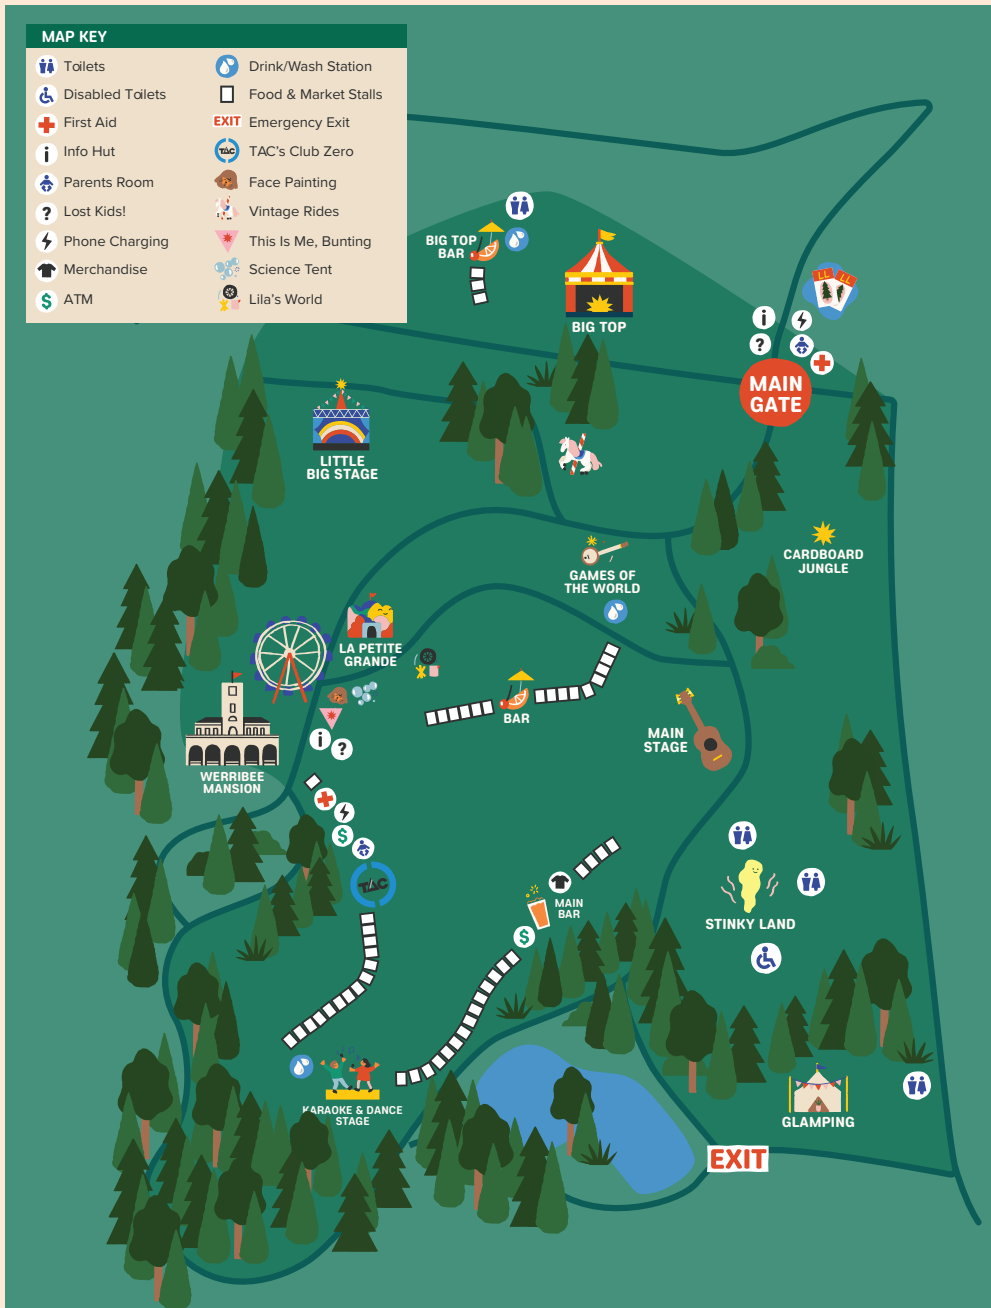 MAP KEY
Toilets
Disabled Toilets
First Aid
i
Info Hut
Parents Room
?
Lost Kids!
Phone Charging
Merchandise
$
ATM
Drink/Wash Station
Food & Market Stalls
EXIT
Emergency Exit
TAC
TAC's Club Zero
Face Painting
Vintage Rides
This Is Me, Bunting
Science Tent
Lila's World
BIG TOP
BAR
BIG TOP
LL
LL
i
?
MAIN
GATE
LITTLE
BIG STAGE
CARDBOARD
JUNGLE
GAMES OF
THE WORLD
LA PETITE
GRANDE
BAR
MAIN
STAGE
i
?
WERRIBEE
MANSION
$
TAC
MAIN
BAR
$
STINKY LAND
KARAOKE & DANCE
STAGE
GLAMPING
EXIT